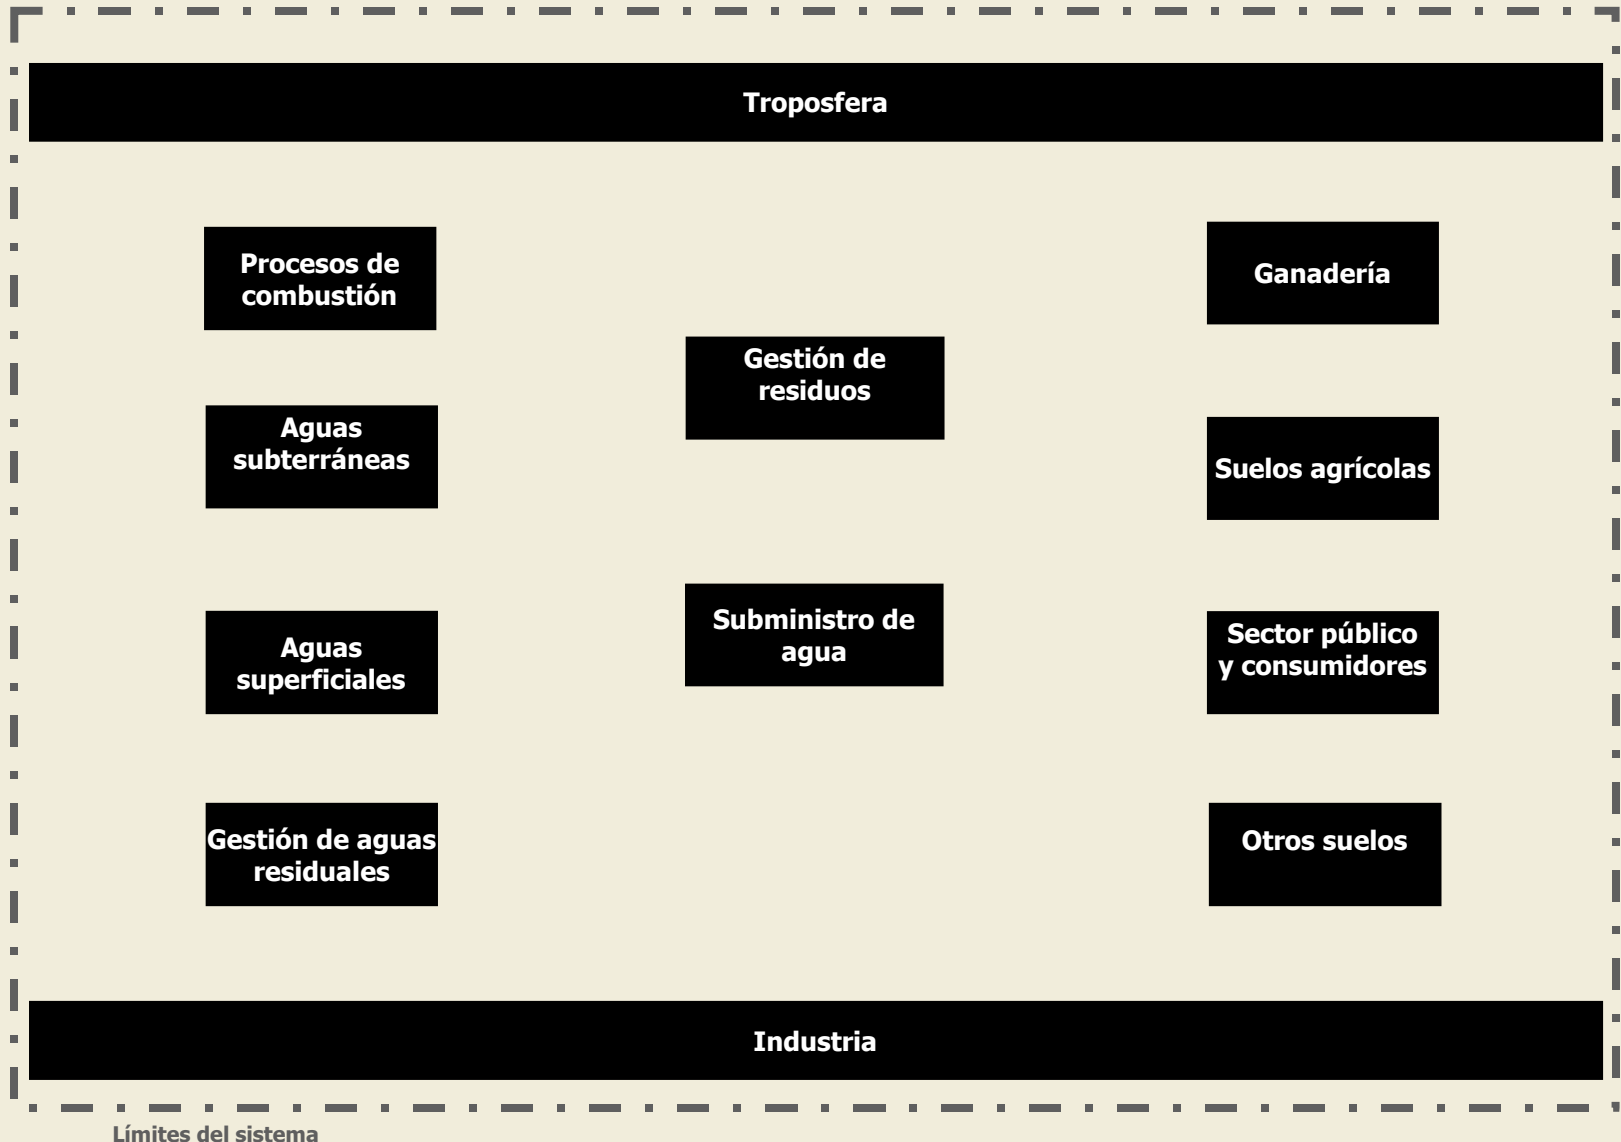 Troposfera
Procesos de
combustión
Ganadería
Gestión de
residuos
Aguas
subterráneas
Suelos agrícolas
Subministro de
agua
Aguas
superficiales
Sector público
y consumidores
Gestión de aguas
residuales
Otros suelos
Industria
Límites del sistema